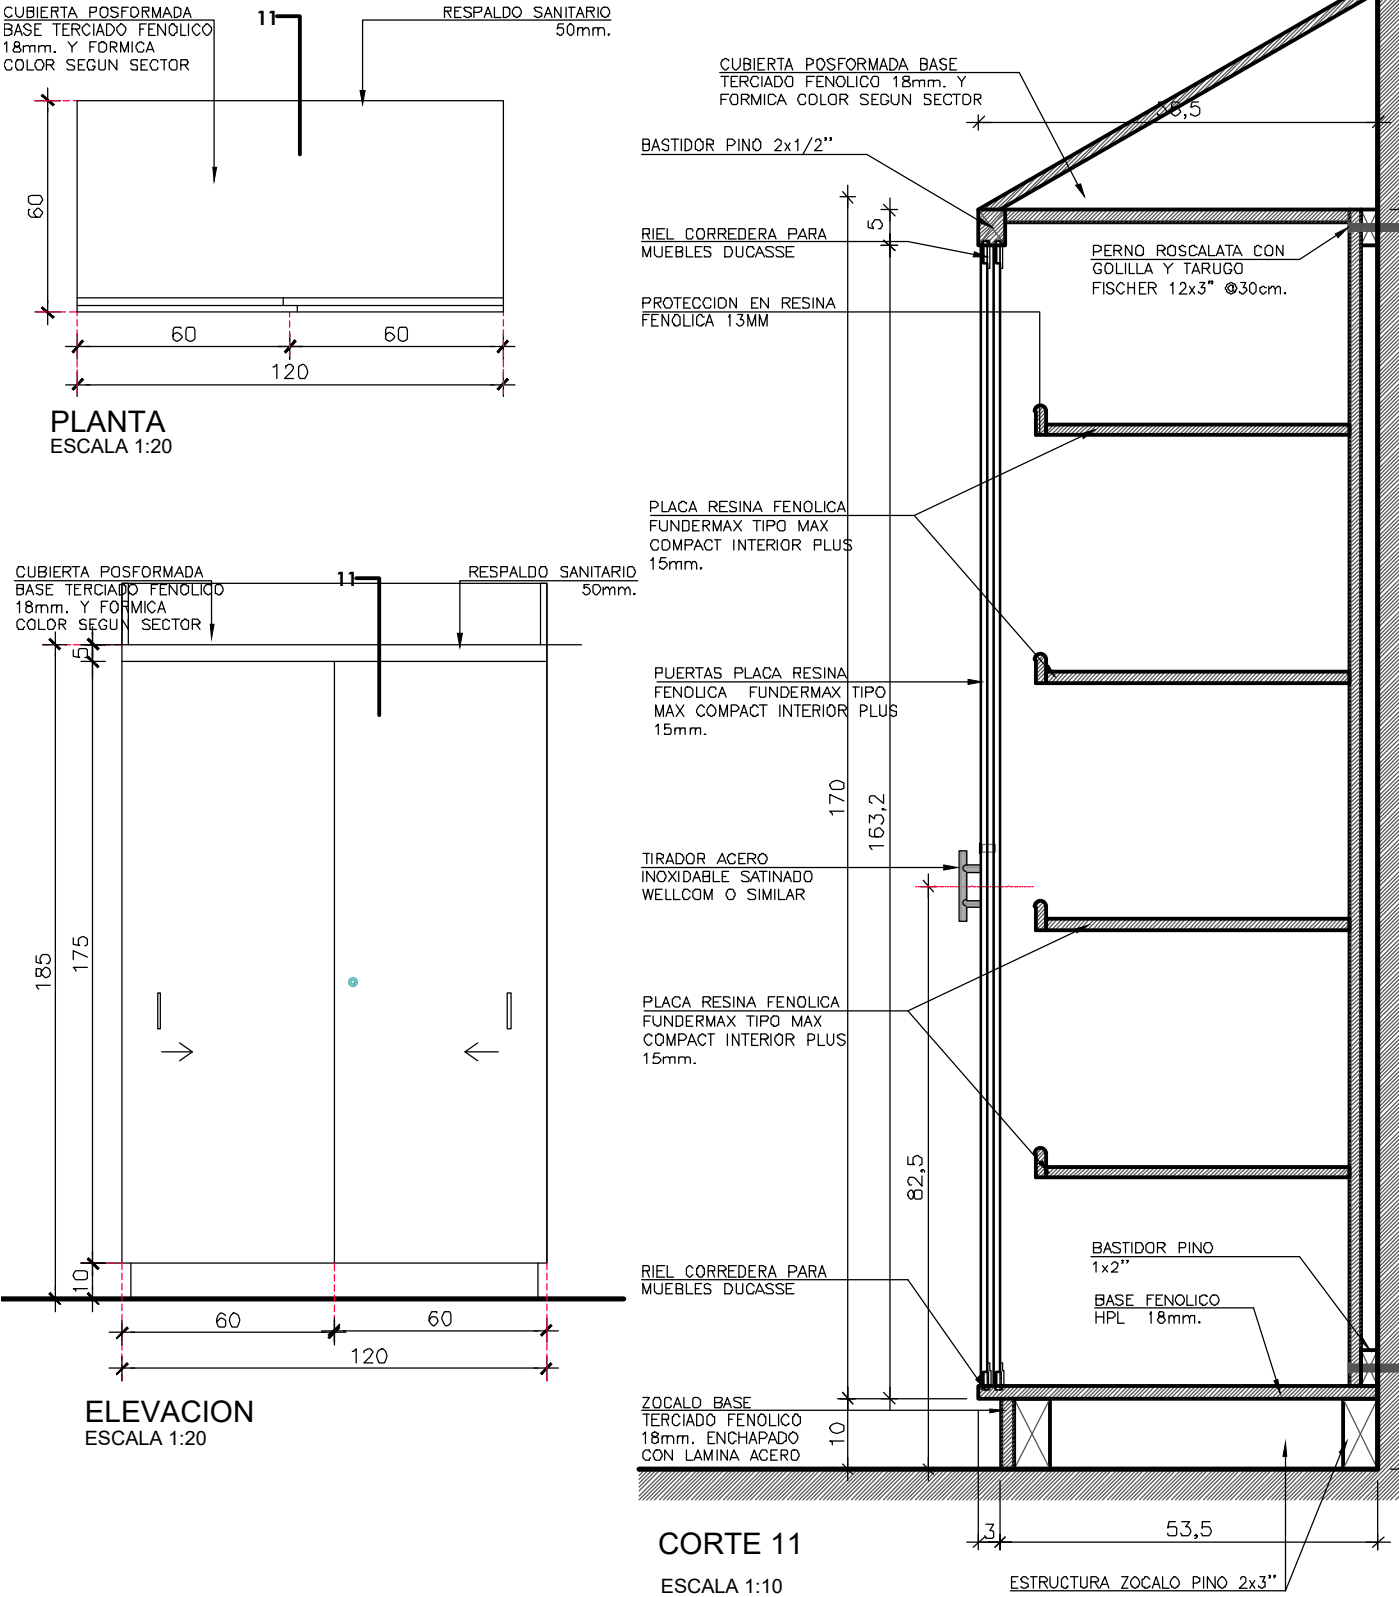 CUBIERTA POSFORMADA
BASE TERCIADO FENOLICO
18mm. Y FORMICA
COLOR SEGUN SECTOR
11
RESPALDO SANITARIO
50mm.
60
60
60
120
PLANTA
ESCALA 1:20
CUBIERTA POSFORMADA
BASE TERCIADO FENOLICO
18mm. Y FORMICA
COLOR SEGUN SECTOR
11
RESPALDO SANITARIO
50mm.
5
175
185
10
60
60
120
ELEVACION
ESCALA 1:20
CUBIERTA POSFORMADA BASE
TERCIADO FENOLICO 18mm. Y
FORMICA COLOR SEGUN SECTOR
BASTIDOR PINO 2x1/2”
5
RIEL CORREDERA PARA
MUEBLES DUCASSE
PERNO ROSCALATA CON
GOLILLA Y TARUGO
FISCHER 12x3” @30cm.
PROTECCION EN RESINA
FENOLICA 13MM
PLACA RESINA FENOLICA
FUNDERMAX TIPO MAX
COMPACT INTERIOR PLUS
15mm.
PUERTAS PLACA RESINA
FENOLICA FUNDERMAX TIPO
MAX COMPACT INTERIOR PLUS
15mm.
170
163,2
TIRADOR ACERO
INOXIDABLE SATINADO
WELLCOM O SIMILAR
PLACA RESINA FENOLICA
FUNDERMAX TIPO MAX
COMPACT INTERIOR PLUS
15mm.
82,5
RIEL CORREDERA PARA
MUEBLES DUCASSE
BASTIDOR PINO
1x2”
BASE FENOLICO
HPL 18mm.
ZOCALO BASE
TERCIADO FENOLICO
18mm. ENCHAPADO
CON LAMINA ACERO
10
3
53,5
CORTE 11
ESCALA 1:10
ESTRUCTURA ZOCALO PINO 2x3”